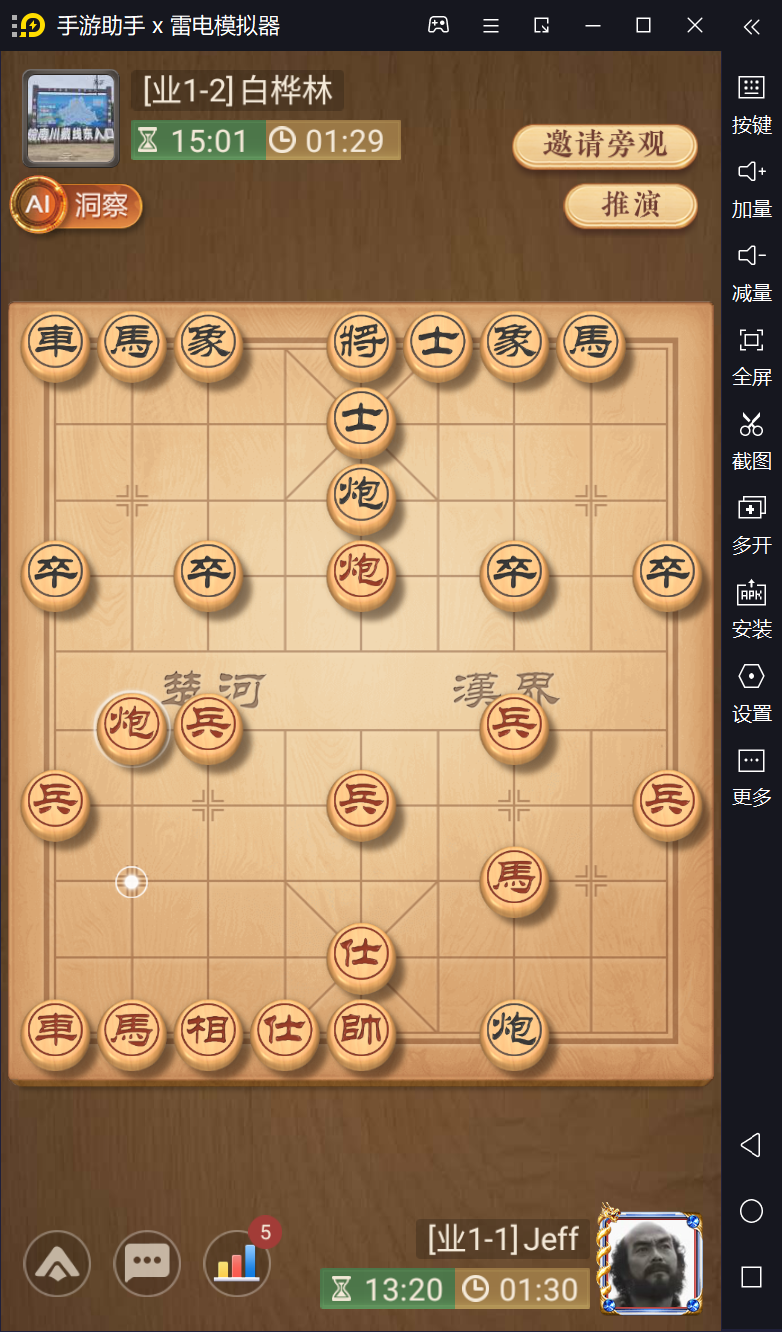 手游助手 x 雷电模拟器
[业1-2] 白桦林
15:01 01:29
邀请旁观
AI 洞察
推演
按键
加量
减量
全屏
截图
多开
APK
安装
设置
更多
車 馬 象 將 士 象 馬
士
炮
卒 卒 炮 卒 卒
楚河 漢界
炮 兵 兵
兵 兵 兵
馬
仕
車 馬 相 仕 帥 炮
5
[业1-1] Jeff
13:20 01:30